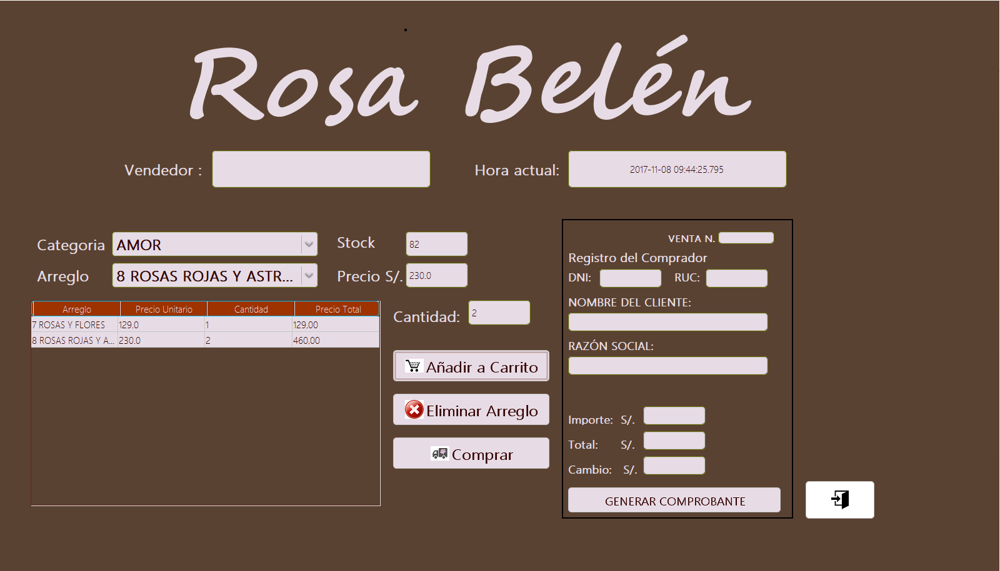 Rosa Belén
Vendedor :
Hora actual: 2017-11-08 09:44:25.795
Categoria AMOR
Stock 82
Arreglo 8 ROSAS ROJAS Y ASTR...
Precio S/. 230.0
Arreglo Precio Unitario Cantidad Precio Total
7 ROSAS Y FLORES 129.0 1 129,00
8 ROSAS ROJAS Y A... 230.0 2 460,00
Cantidad: 2
Añadir a Carrito
Eliminar Arreglo
Comprar
VENTA N.
Registro del Comprador
DNI: RUC:
NOMBRE DEL CLIENTE:
RAZÓN SOCIAL:
Importe: S/.
Total: S/.
Cambio: S/.
GENERAR COMPROBANTE